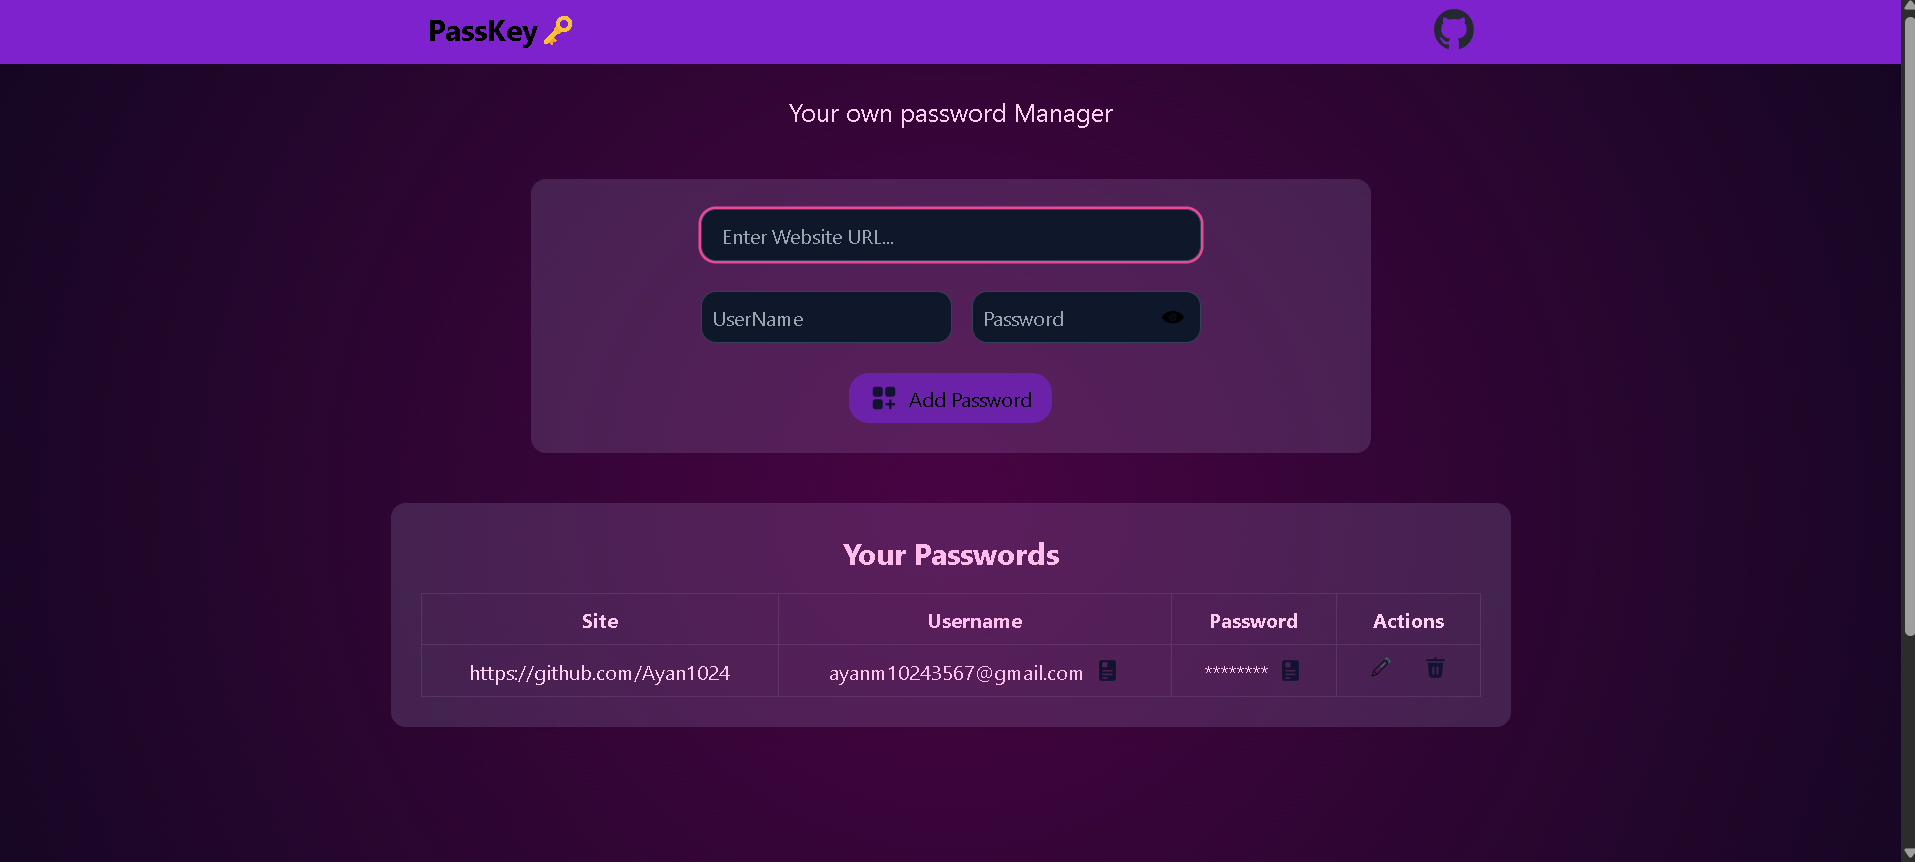 PassKey
Your own password Manager
Enter Website URL...
UserName
Password
Add Password
Your Passwords
Site Username Password Actions
https://github.com/Ayan1024 ayanm10243567@gmail.com ********